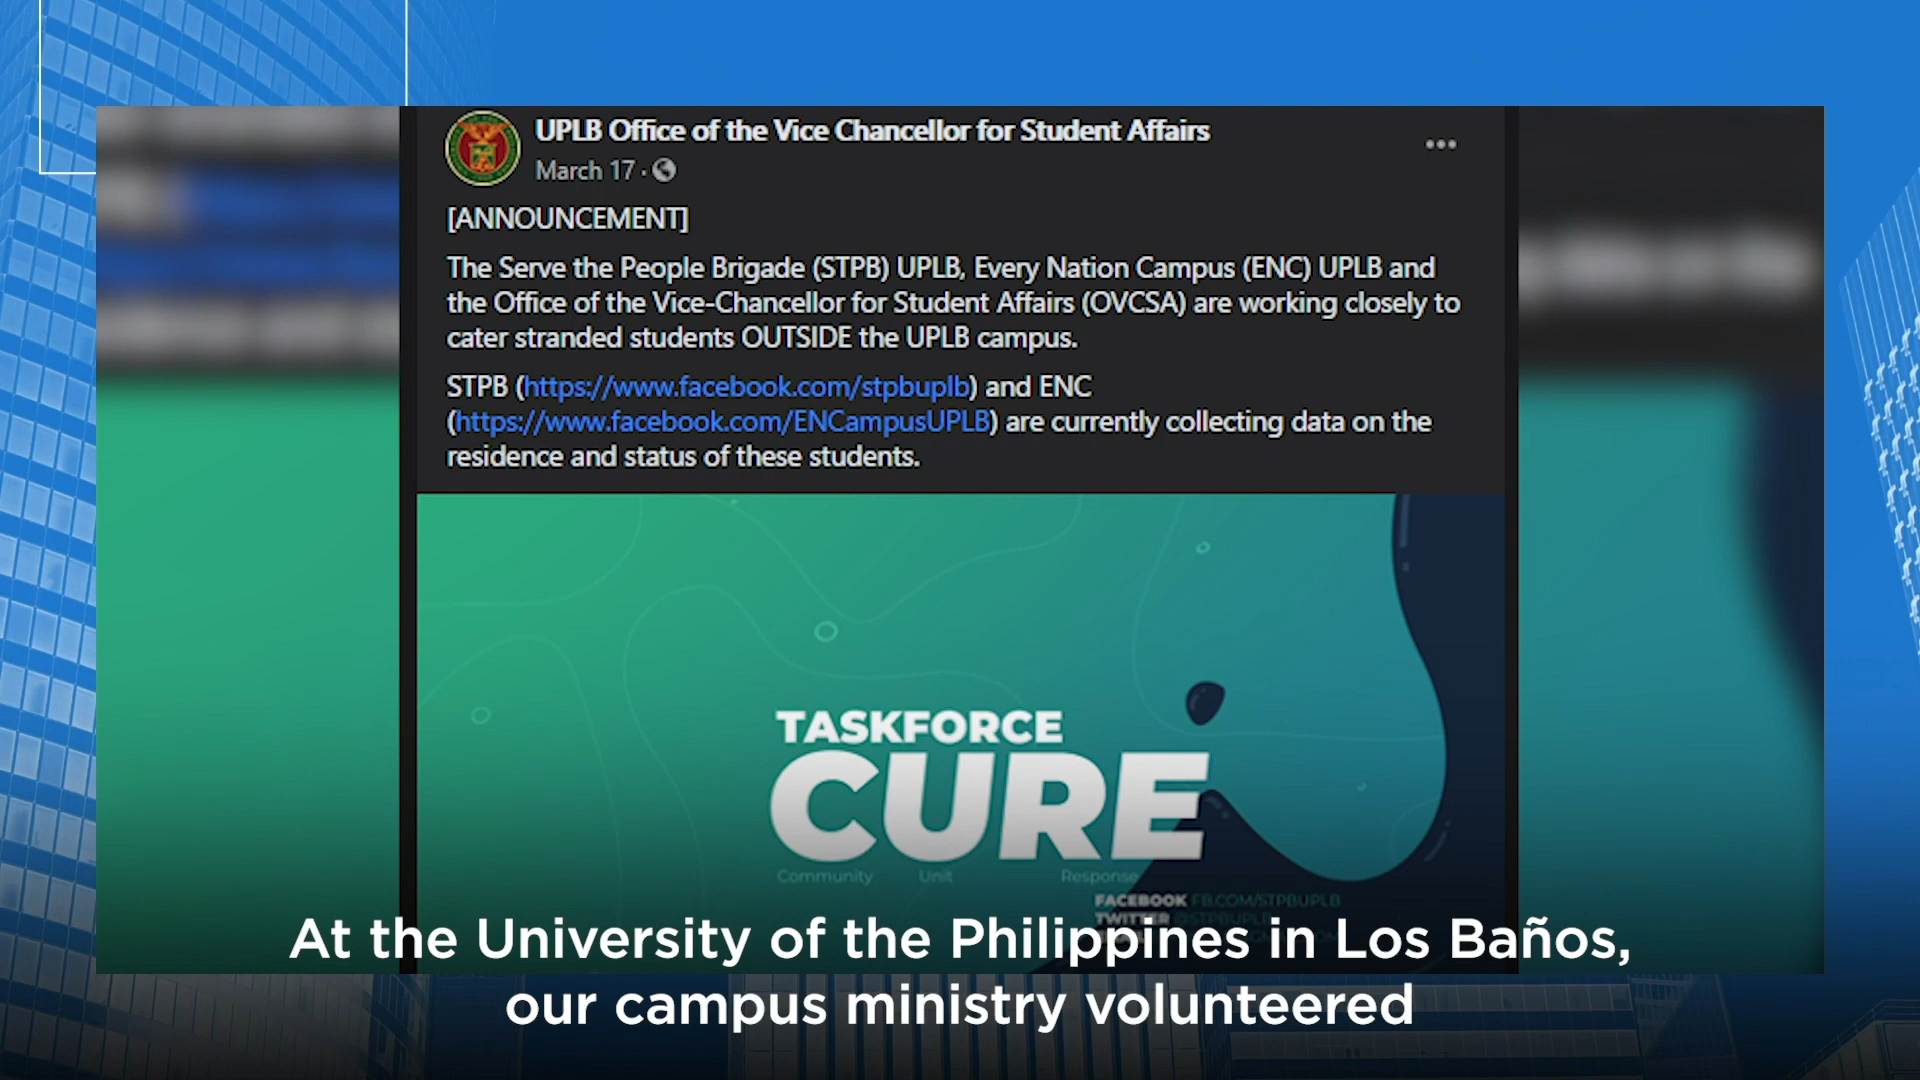 UPLB Office of the Vice Chancellor for Student Affairs
March 17 ·
[ANNOUNCEMENT]
The Serve the People Brigade (STPB) UPLB, Every Nation Campus (ENC) UPLB and
the Office of the Vice-Chancellor for Student Affairs (OVCSA) are working closely to
cater stranded students OUTSIDE the UPLB campus.
STPB (https://www.facebook.com/stpbuplb) and ENC
(https://www.facebook.com/ENCampusUPLB) are currently collecting data on the
residence and status of these students.
TASKFORCE
CURE
Community Unit Response
FACEBOOK FB.COM/STPBUPLB
TWITTER @STPBUPLB
At the University of the Philippines in Los Baños,
our campus ministry volunteered